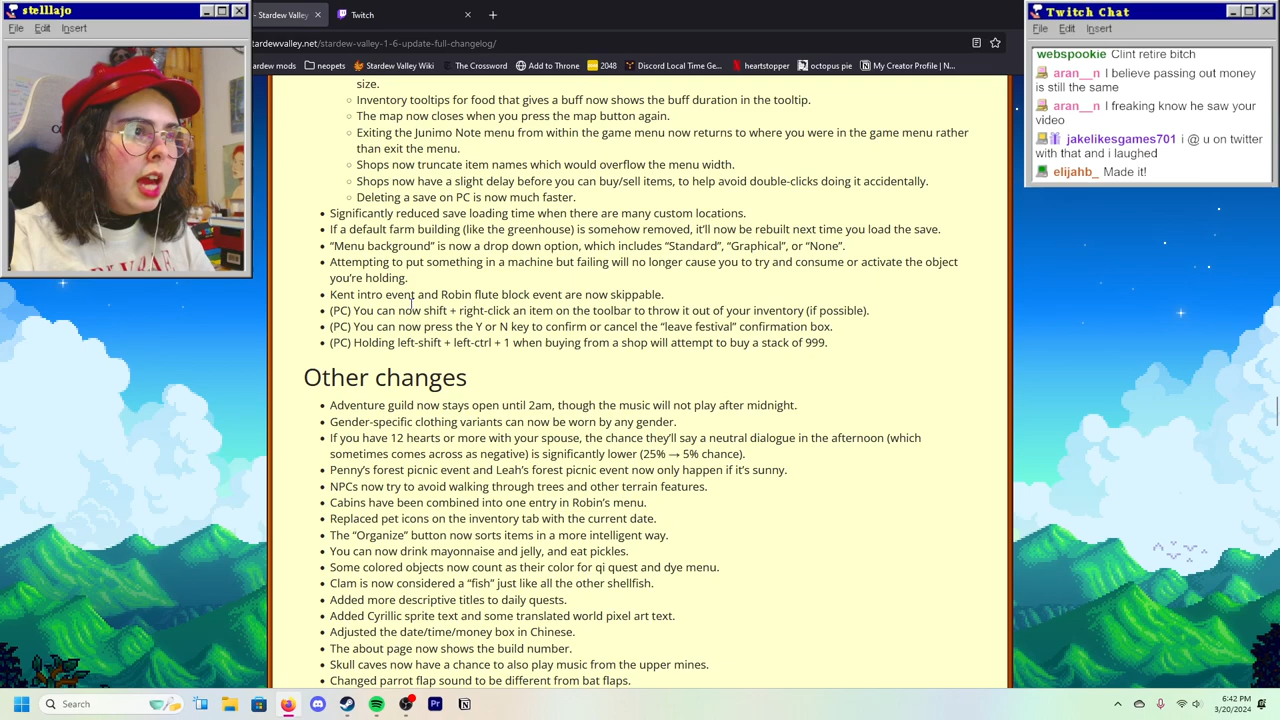 stelllajo
File Edit Insert
Stardew Valley
Twitch
tardewvalley.net/stardew-valley-1-6-update-full-changelog/
ardew mods
new recs
Stardew Valley Wiki
The Crossword
Add to Throne
2048
Discord Local Time Ge...
heartstopper
octopus pie
My Creator Profile | N...
size.
Inventory tooltips for food that gives a buff now shows the buff duration in the tooltip.
The map now closes when you press the map button again.
Exiting the Junimo Note menu from within the game menu now returns to where you were in the game menu rather
than exit the menu.
Shops now truncate item names which would overflow the menu width.
Shops now have a slight delay before you can buy/sell items, to help avoid double-clicks doing it accidentally.
Deleting a save on PC is now much faster.
Significantly reduced save loading time when there are many custom locations.
If a default farm building (like the greenhouse) is somehow removed, it’ll now be rebuilt next time you load the save.
“Menu background” is now a drop down option, which includes “Standard”, “Graphical”, or “None”.
Attempting to put something in a machine but failing will no longer cause you to try and consume or activate the object
you’re holding.
Kent intro event and Robin flute block event are now skippable.
(PC) You can now shift + right-click an item on the toolbar to throw it out of your inventory (if possible).
(PC) You can now press the Y or N key to confirm or cancel the “leave festival” confirmation box.
(PC) Holding left-shift + left-ctrl + 1 when buying from a shop will attempt to buy a stack of 999.
Other changes
Adventure guild now stays open until 2am, though the music will not play after midnight.
Gender-specific clothing variants can now be worn by any gender.
If you have 12 hearts or more with your spouse, the chance they’ll say a neutral dialogue in the afternoon (which
sometimes comes across as negative) is significantly lower (25% → 5% chance).
Penny’s forest picnic event and Leah’s forest picnic event now only happen if it’s sunny.
NPCs now try to avoid walking through trees and other terrain features.
Cabins have been combined into one entry in Robin’s menu.
Replaced pet icons on the inventory tab with the current date.
The “Organize” button now sorts items in a more intelligent way.
You can now drink mayonnaise and jelly, and eat pickles.
Some colored objects now count as their color for qi quest and dye menu.
Clam is now considered a “fish” just like all the other shellfish.
Added more descriptive titles to daily quests.
Added Cyrillic sprite text and some translated world pixel art text.
Adjusted the date/time/money box in Chinese.
The about page now shows the build number.
Skull caves now have a chance to also play music from the upper mines.
Changed parrot flap sound to be different from bat flaps.
Twitch Chat
File Edit Insert
webspookie Clint retire bitch
aran__n I believe passing out money
is still the same
aran__n I freaking know he saw your
video
jakelikesgames701 i @ u on twitter
with that and i laughed
elijahb_ Made it!
Search
6:42 PM
3/20/2024